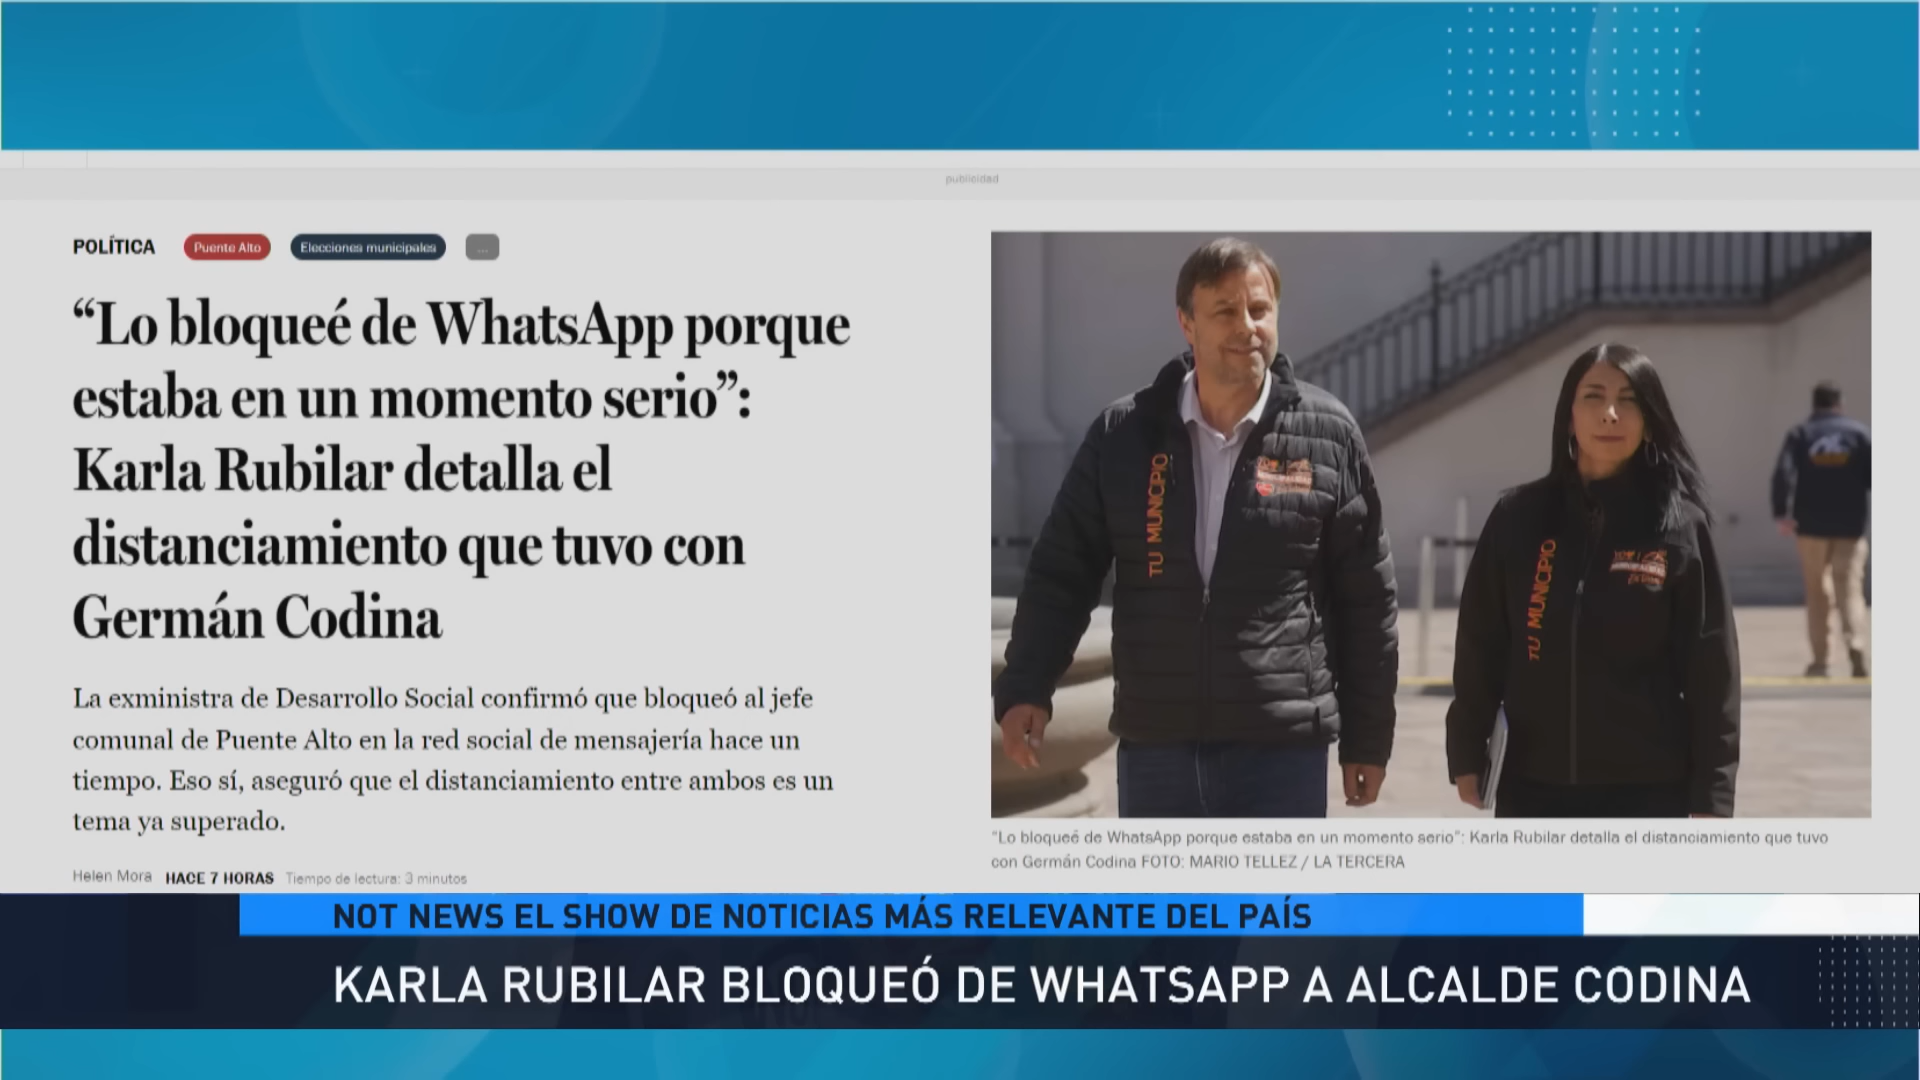 publicidad
POLÍTICA
Puente Alto
Elecciones municipales
...
“Lo bloqueé de WhatsApp porque
estaba en un momento serio”:
Karla Rubilar detalla el
distanciamiento que tuvo con
Germán Codina
La exministra de Desarrollo Social confirmó que bloqueó al jefe
comunal de Puente Alto en la red social de mensajería hace un
tiempo. Eso sí, aseguró que el distanciamiento entre ambos es un
tema ya superado.
Helen Mora HACE 7 HORAS Tiempo de lectura: 3 minutos
TU MUNICIPIO
TU MUNICIPIO
“Lo bloqueé de WhatsApp porque estaba en un momento serio”: Karla Rubilar detalla el distanciamiento que tuvo
con Germán Codina FOTO: MARIO TELLEZ / LA TERCERA
NOT NEWS EL SHOW DE NOTICIAS MÁS RELEVANTE DEL PAÍS
KARLA RUBILAR BLOQUEÓ DE WHATSAPP A ALCALDE CODINA